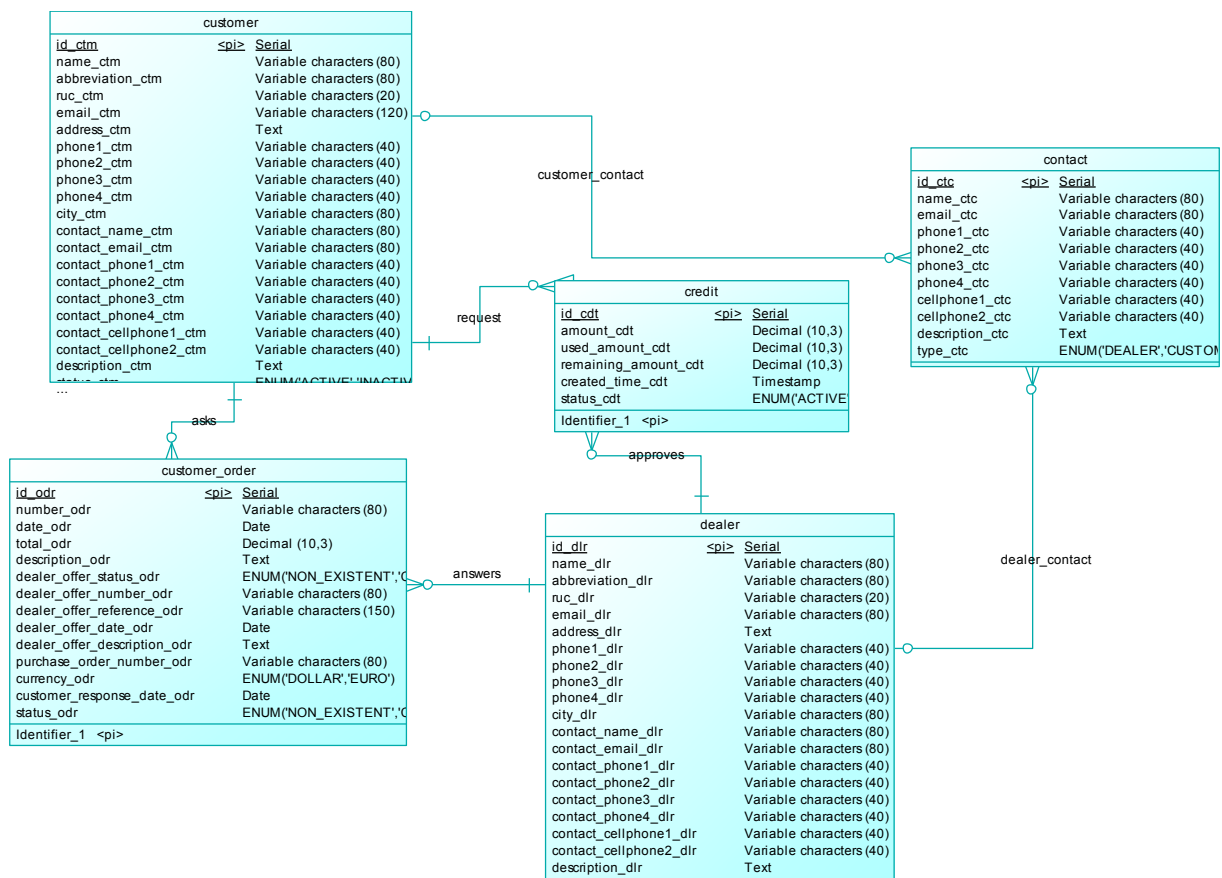 customer
id_ctm <pi> Serial
name_ctm Variable characters (80)
abbreviation_ctm Variable characters (80)
ruc_ctm Variable characters (20)
email_ctm Variable characters (120)
address_ctm Text
phone1_ctm Variable characters (40)
phone2_ctm Variable characters (40)
phone3_ctm Variable characters (40)
phone4_ctm Variable characters (40)
city_ctm Variable characters (80)
contact_name_ctm Variable characters (80)
contact_email_ctm Variable characters (80)
contact_phone1_ctm Variable characters (40)
contact_phone2_ctm Variable characters (40)
contact_phone3_ctm Variable characters (40)
contact_phone4_ctm Variable characters (40)
contact_cellphone1_ctm Variable characters (40)
contact_cellphone2_ctm Variable characters (40)
description_ctm Text
status_ctm ENUM('ACTIVE','INACTIV
...
customer_contact
contact
id_ctc <pi> Serial
name_ctc Variable characters (80)
email_ctc Variable characters (80)
phone1_ctc Variable characters (40)
phone2_ctc Variable characters (40)
phone3_ctc Variable characters (40)
phone4_ctc Variable characters (40)
cellphone1_ctc Variable characters (40)
cellphone2_ctc Variable characters (40)
description_ctc Text
type_ctc ENUM('DEALER','CUSTOM
request
credit
id_cdt <pi> Serial
amount_cdt Decimal (10,3)
used_amount_cdt Decimal (10,3)
remaining_amount_cdt Decimal (10,3)
created_time_cdt Timestamp
status_cdt ENUM('ACTIVE'
Identifier_1 <pi>
asks
approves
customer_order
id_odr <pi> Serial
number_odr Variable characters (80)
date_odr Date
total_odr Decimal (10,3)
description_odr Text
dealer_offer_status_odr ENUM('NON_EXISTENT','
dealer_offer_number_odr Variable characters (80)
dealer_offer_reference_odr Variable characters (150)
dealer_offer_date_odr Date
dealer_offer_description_odr Text
purchase_order_number_odr Variable characters (80)
currency_odr ENUM('DOLLAR','EURO')
customer_response_date_odr Date
status_odr ENUM('NON_EXISTENT','
Identifier_1 <pi>
answers
dealer_contact
dealer
id_dlr <pi> Serial
name_dlr Variable characters (80)
abbreviation_dlr Variable characters (80)
ruc_dlr Variable characters (20)
email_dlr Variable characters (80)
address_dlr Text
phone1_dlr Variable characters (40)
phone2_dlr Variable characters (40)
phone3_dlr Variable characters (40)
phone4_dlr Variable characters (40)
city_dlr Variable characters (80)
contact_name_dlr Variable characters (80)
contact_email_dlr Variable characters (80)
contact_phone1_dlr Variable characters (40)
contact_phone2_dlr Variable characters (40)
contact_phone3_dlr Variable characters (40)
contact_phone4_dlr Variable characters (40)
contact_cellphone1_dlr Variable characters (40)
contact_cellphone2_dlr Variable characters (40)
description_dlr Text